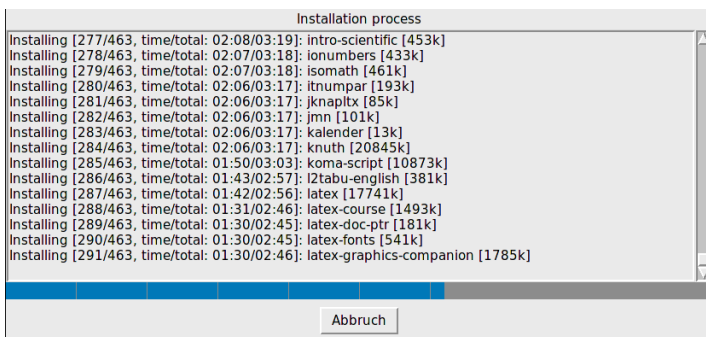 Installation process
Installing [277/463, time/total: 02:08/03:19]: intro-scientific [453k]
Installing [278/463, time/total: 02:07/03:18]: ionumbers [433k]
Installing [279/463, time/total: 02:07/03:18]: isomath [461k]
Installing [280/463, time/total: 02:06/03:17]: itnumpar [193k]
Installing [281/463, time/total: 02:06/03:17]: jknapltx [85k]
Installing [282/463, time/total: 02:06/03:17]: jmn [101k]
Installing [283/463, time/total: 02:06/03:17]: kalender [13k]
Installing [284/463, time/total: 02:06/03:17]: knuth [20845k]
Installing [285/463, time/total: 01:50/03:03]: koma-script [10873k]
Installing [286/463, time/total: 01:43/02:57]: l2tabu-english [381k]
Installing [287/463, time/total: 01:42/02:56]: latex [17741k]
Installing [288/463, time/total: 01:31/02:46]: latex-course [1493k]
Installing [289/463, time/total: 01:30/02:45]: latex-doc-ptr [181k]
Installing [290/463, time/total: 01:30/02:45]: latex-fonts [541k]
Installing [291/463, time/total: 01:30/02:46]: latex-graphics-companion [1785k]
Abbruch